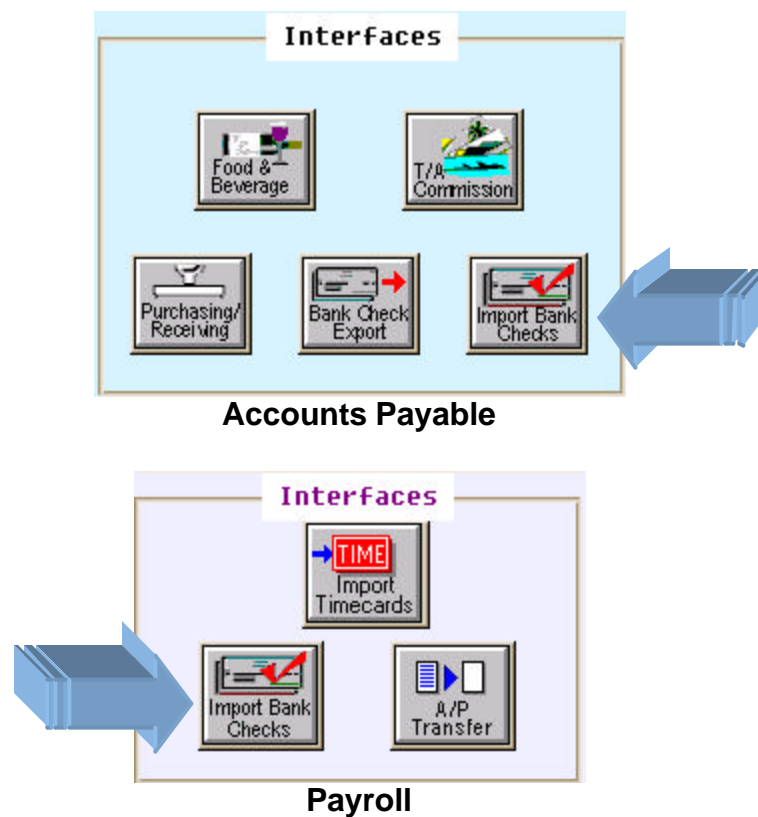 Interfaces
Food &
Beverage
T/A
Commission
Purchasing/
Receiving
Bank Check
Export
Import Bank
Checks
Accounts Payable
Interfaces
TIME
Import
Timecards
Import Bank
Checks
A/P
Transfer
Payroll